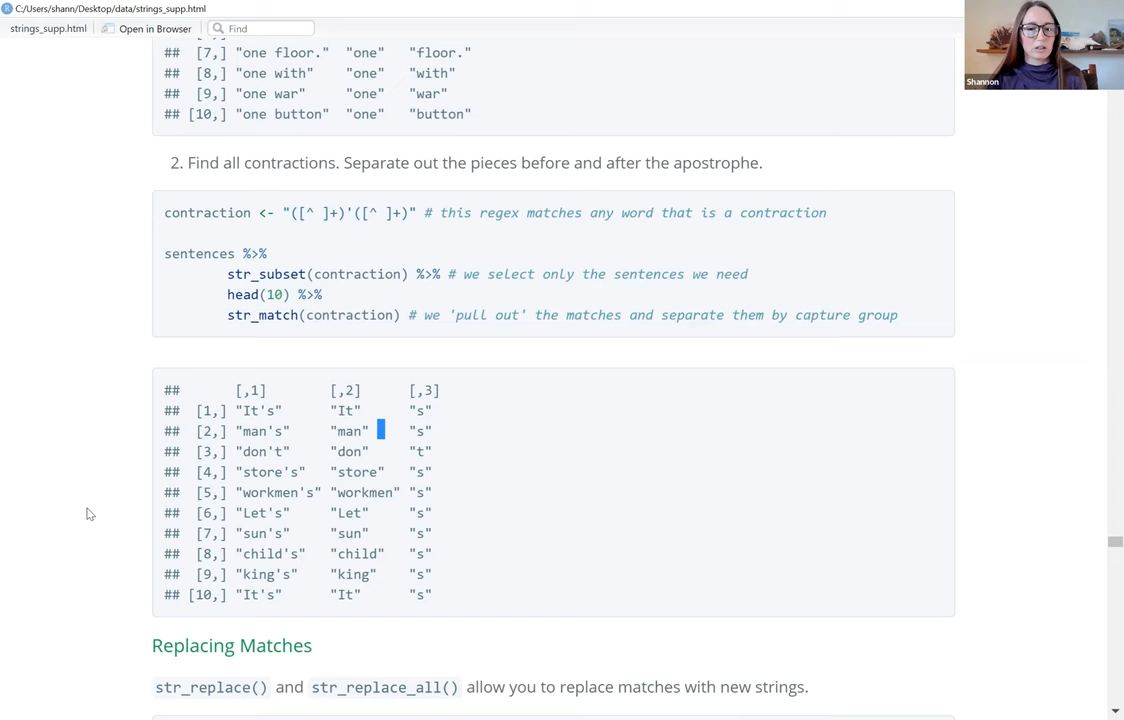 C:/Users/shann/Desktop/data/strings_supp.html
strings_supp.html Open in Browser Find
Shannon
## [7,] "one floor." "one" "floor."
## [8,] "one with" "one" "with"
## [9,] "one war" "one" "war"
## [10,] "one button" "one" "button"
2. Find all contractions. Separate out the pieces before and after the apostrophe.
contraction <- "([^ ]+)'([^ ]+)" # this regex matches any word that is a contraction
sentences %>%
str_subset(contraction) %>% # we select only the sentences we need
head(10) %>%
str_match(contraction) # we 'pull out' the matches and separate them by capture group
## [,1] [,2] [,3]
## [1,] "It's" "It" "s"
## [2,] "man's" "man" "s"
## [3,] "don't" "don" "t"
## [4,] "store's" "store" "s"
## [5,] "workmen's" "workmen" "s"
## [6,] "Let's" "Let" "s"
## [7,] "sun's" "sun" "s"
## [8,] "child's" "child" "s"
## [9,] "king's" "king" "s"
## [10,] "It's" "It" "s"
Replacing Matches
str_replace() and str_replace_all() allow you to replace matches with new strings.